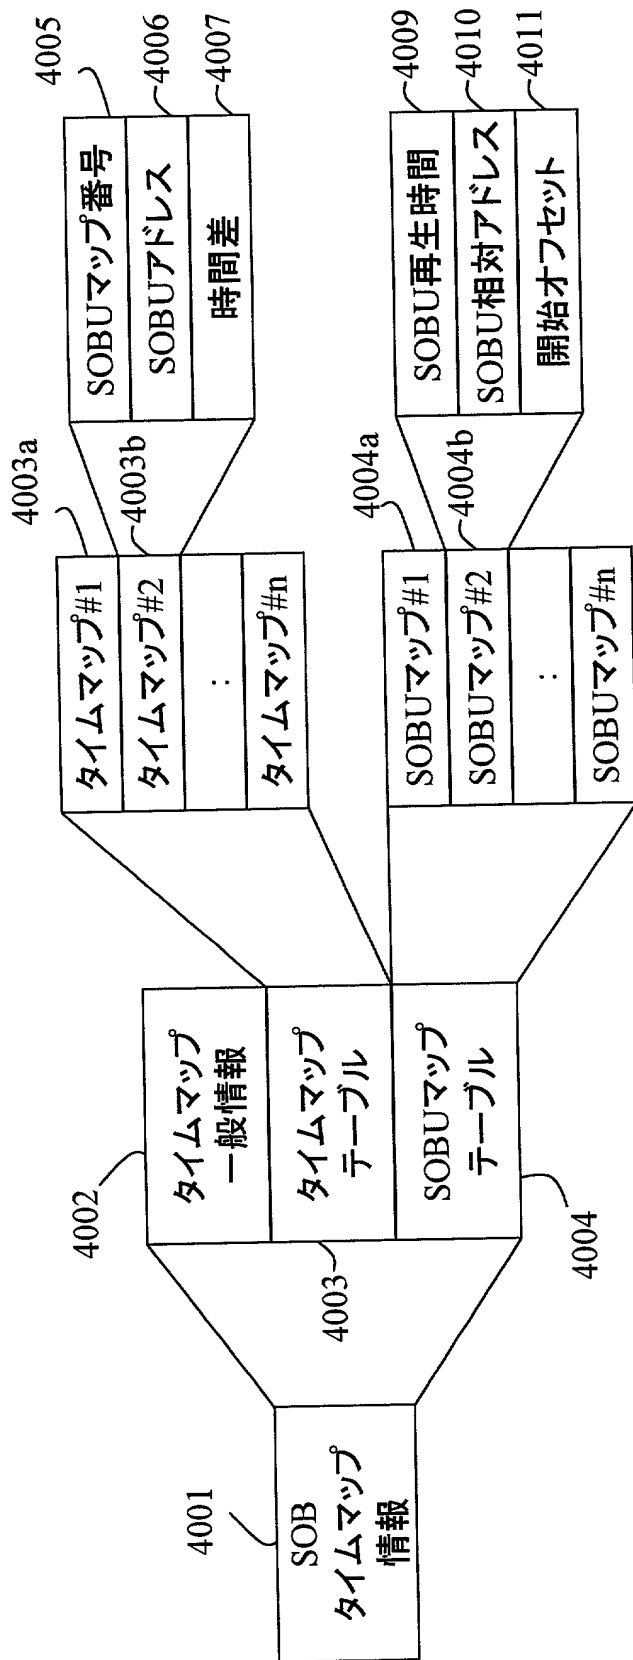 4001
SOB
タイムマップ
情報
4002
タイムマップ
一般情報
4003
タイムマップ
テーブル
SOBUマップ
テーブル
4004
4003a
タイムマップ#1
4003b
タイムマップ#2
:
タイムマップ#n
4004a
SOBUマップ#1
4004b
SOBUマップ#2
:
SOBUマップ#n
4005
SOBUマップ番号
4006
SOBUアドレス
4007
時間差
4009
SOBU再生時間
4010
SOBU相対アドレス
4011
開始オフセット